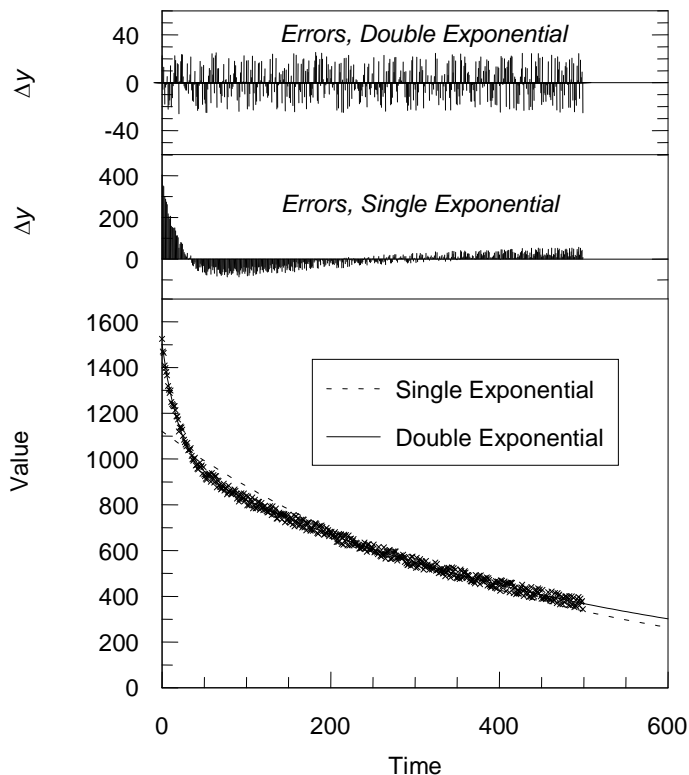 Errors, Double Exponential
40
0
-40
Δy
Errors, Single Exponential
400
200
0
Δy
1600
1400
1200
1000
800
600
400
200
0
Value
Single Exponential
Double Exponential
0 200 400 600
Time